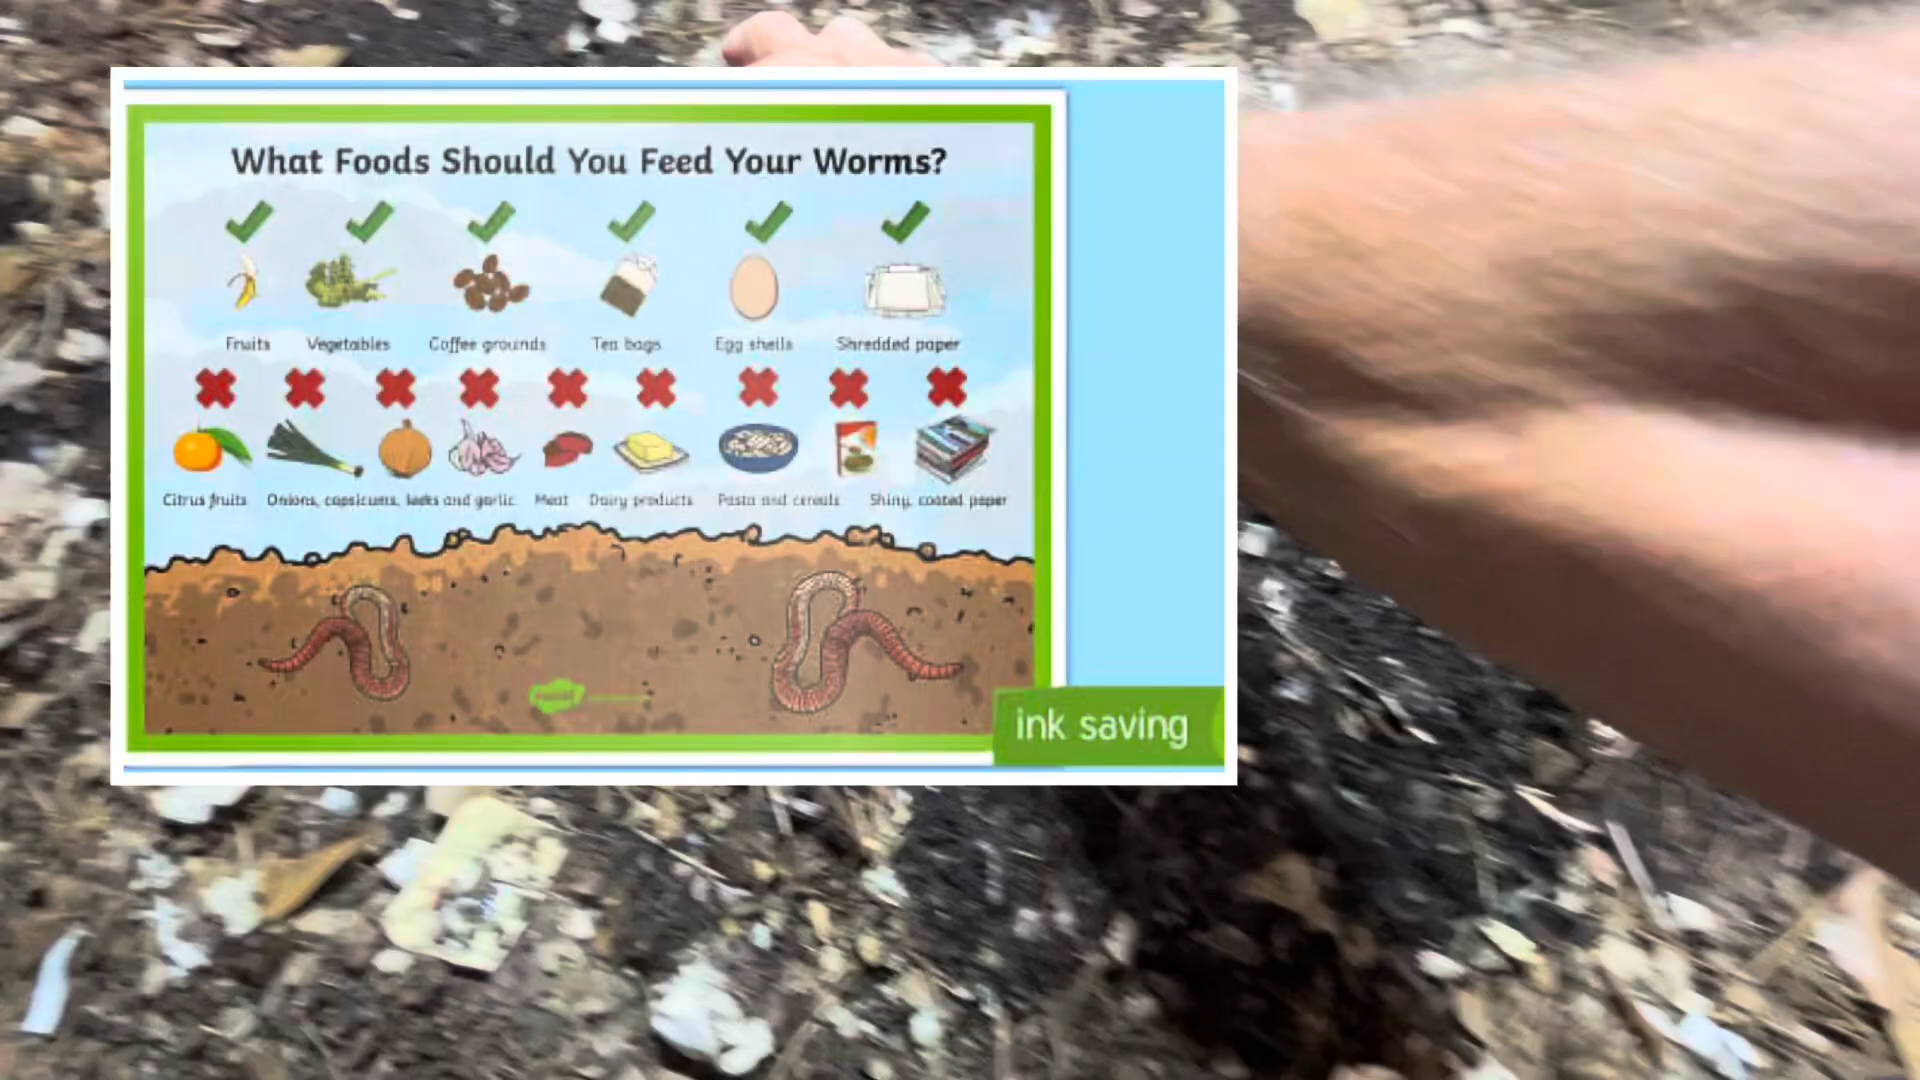 What Foods Should You Feed Your Worms?
Fruits Vegetables Coffee grounds Tea bags Egg shells Shredded paper
Citrus fruits Onions, capsicums, leeks and garlic Meat Dairy products Pasta and cereals Shiny, coated paper
ink saving